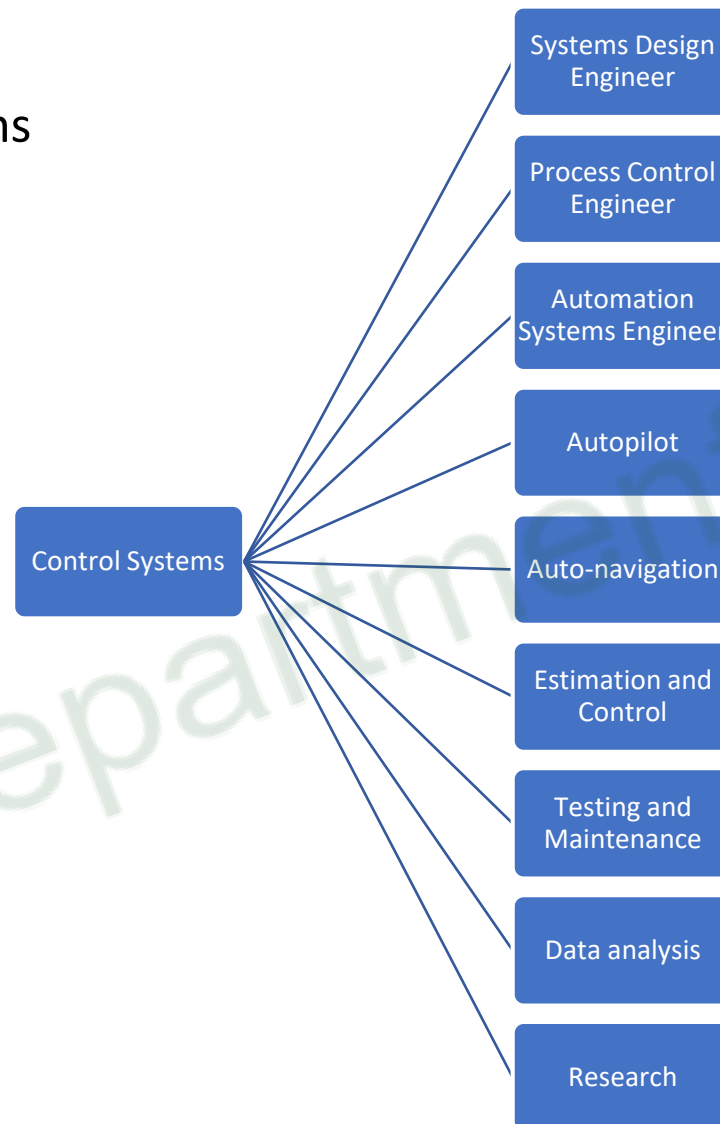 ns
Systems Design
Engineer
Process Control
Engineer
Automation
Systems Engineer
Autopilot
Control Systems
Auto-navigation
Estimation and
Control
Testing and
Maintenance
Data analysis
Research
epartment